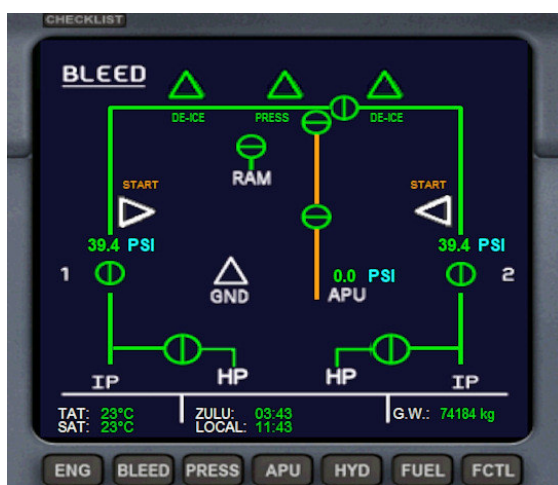 CHECKLIST
BLEED
DE-ICE PRESS DE-ICE
RAM
START START
39.4 PSI 39.4 PSI
1 2
GND
0.0 PSI
APU
HP HP
IP IP
TAT: 23°C ZULU: 03:43 G.W.: 74184 kg
SAT: 23°C LOCAL: 11:43
ENG BLEED PRESS APU HYD FUEL FCTL